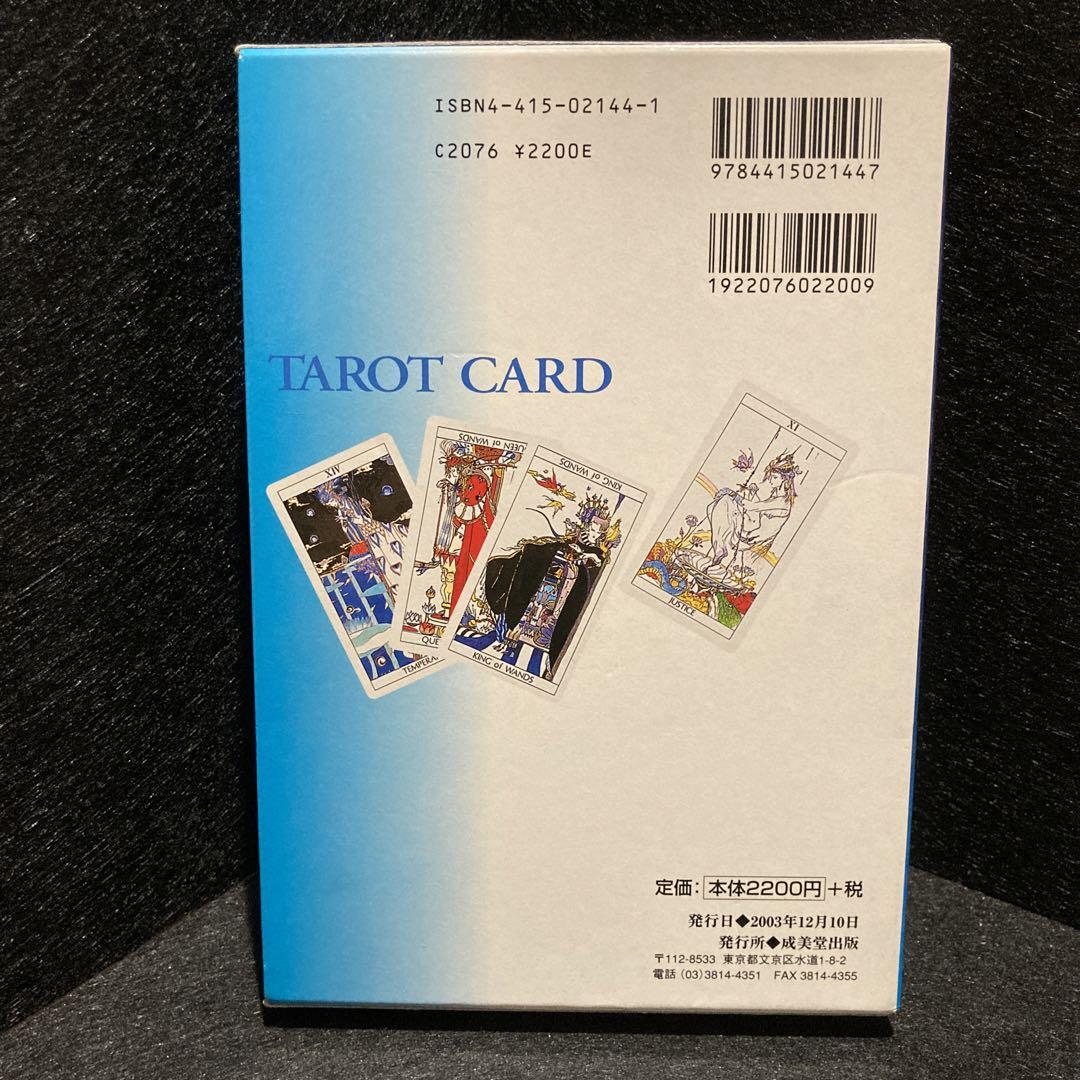 ISBN4-415-02144-1
C2076 ¥2200E
9784415021447
1922076022009
TAROT CARD
XIV
QUEEN of WANDS
KING of WANDS
XI
TEMPERA
QUE
KING of WANDS
JUSTICE
定価：本体2200円+税
発行日◆2003年12月10日
発行所◆成美堂出版
〒112-8533 東京都文京区水道1-8-2
電話(03)3814-4351 FAX 3814-4355